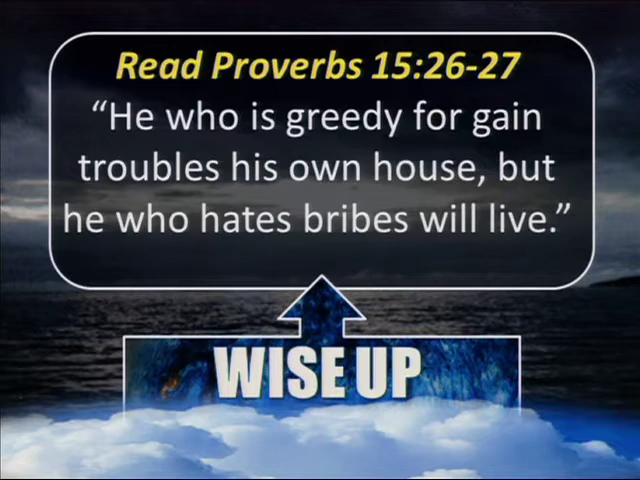 Read Proverbs 15:26-27
“He who is greedy for gain
troubles his own house, but
he who hates bribes will live.”
WISE UP